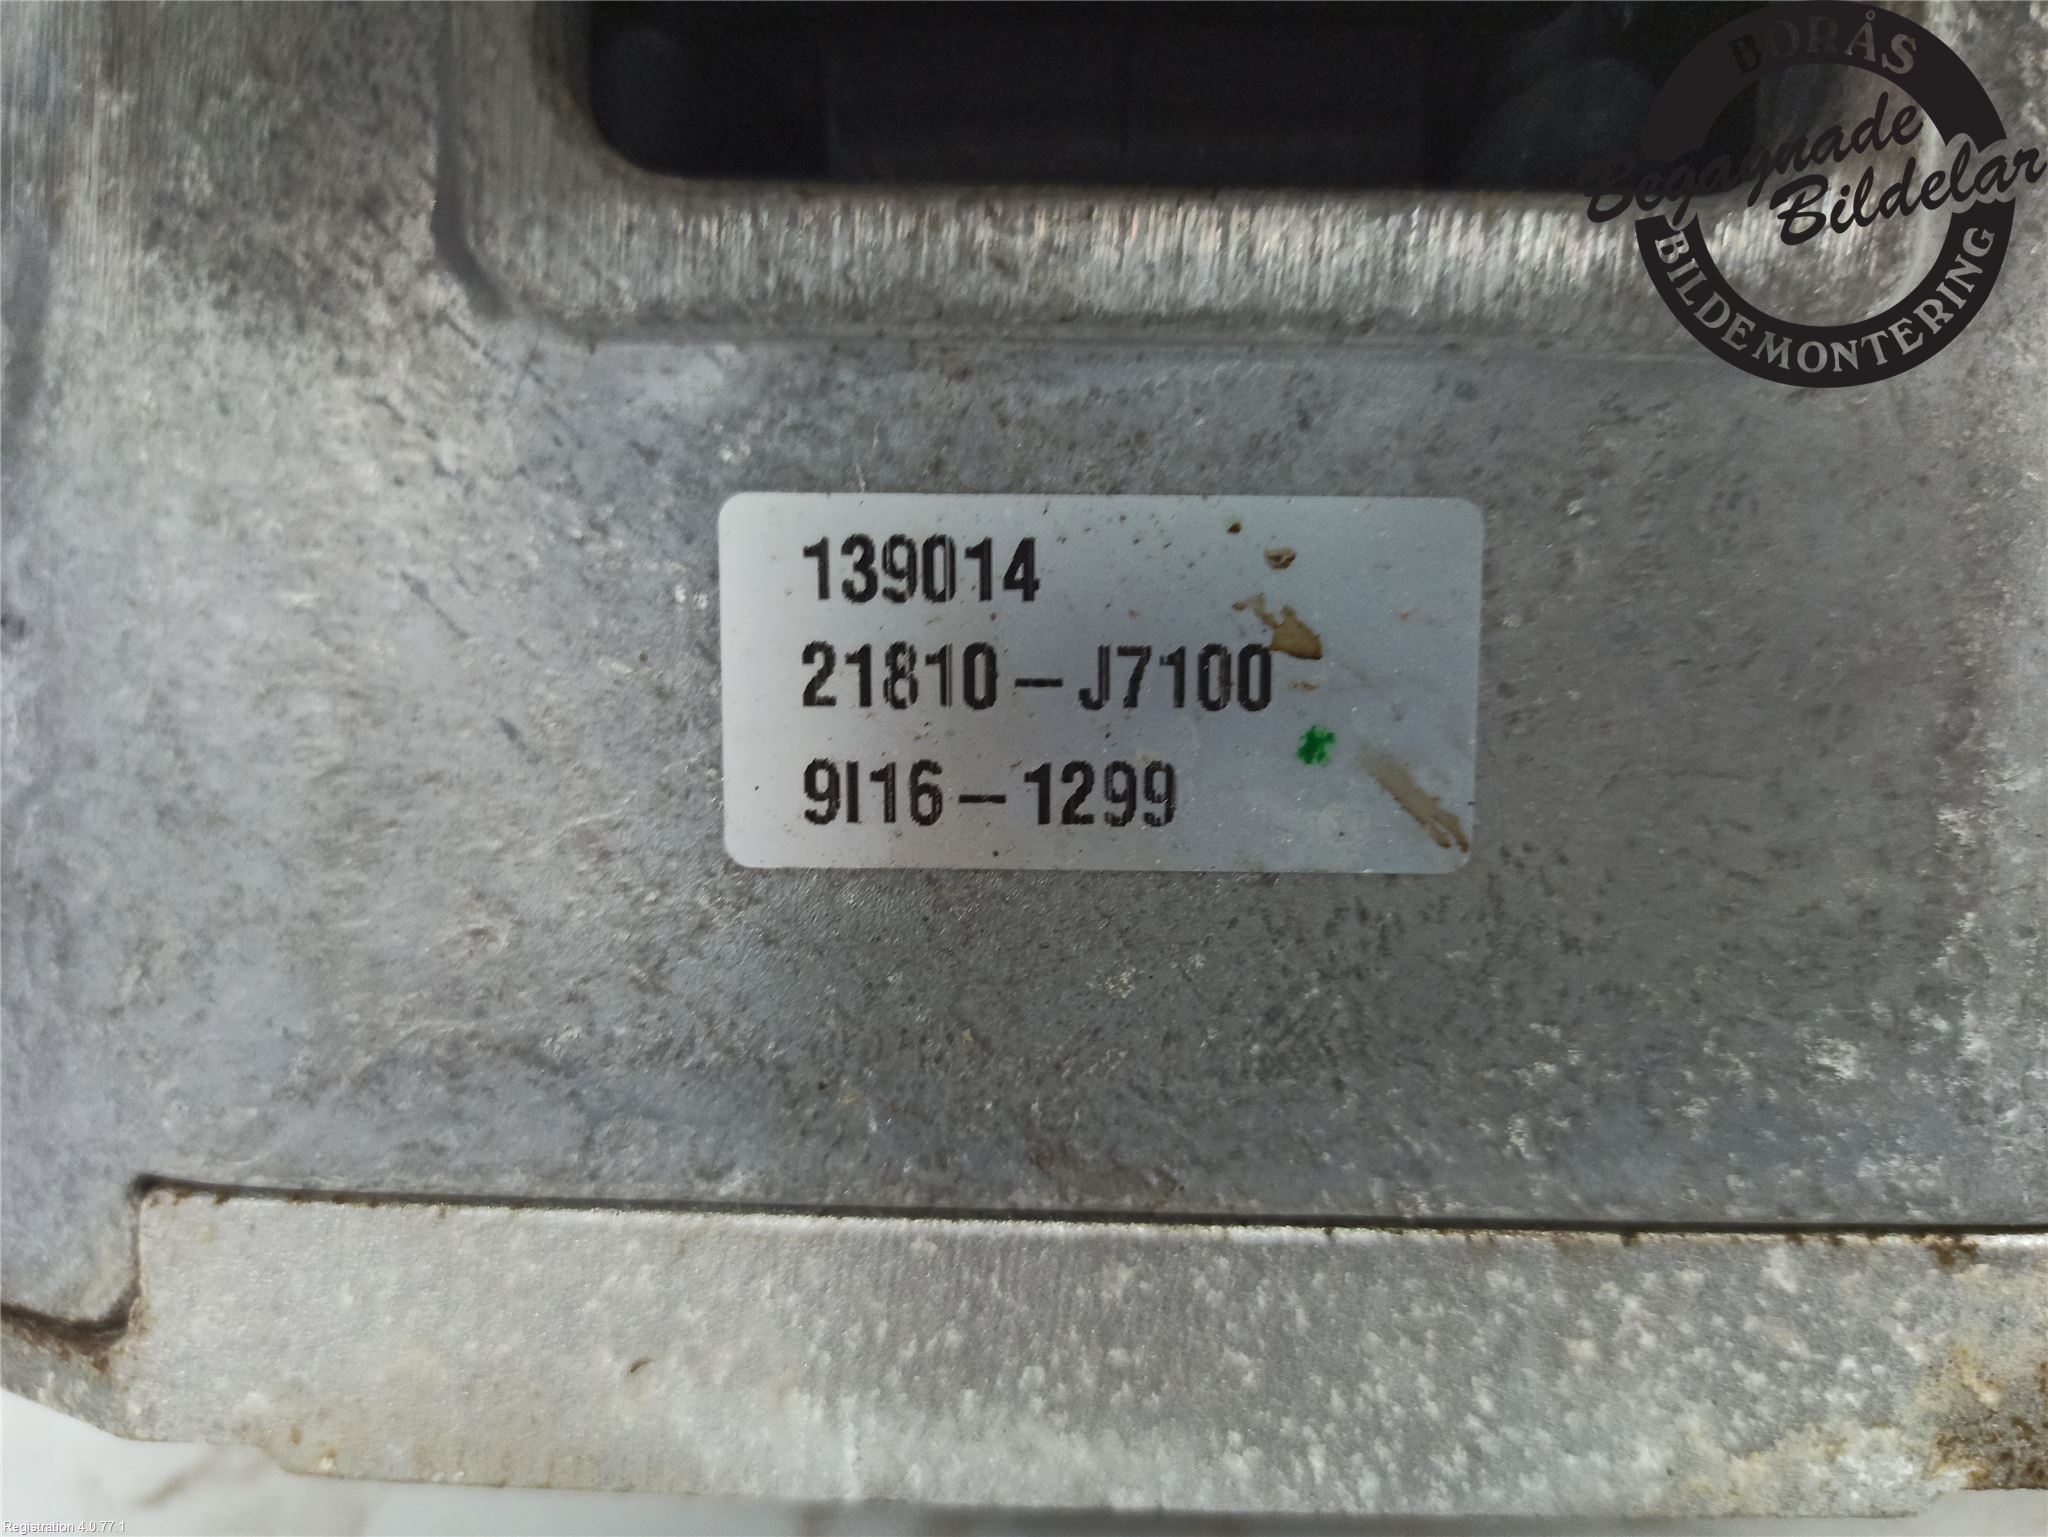 BORÅS
Begagnade
Bildelar
BILDEMONTERING
139014
21810-J7100
9I16-1299
Registration 4.0.77.1